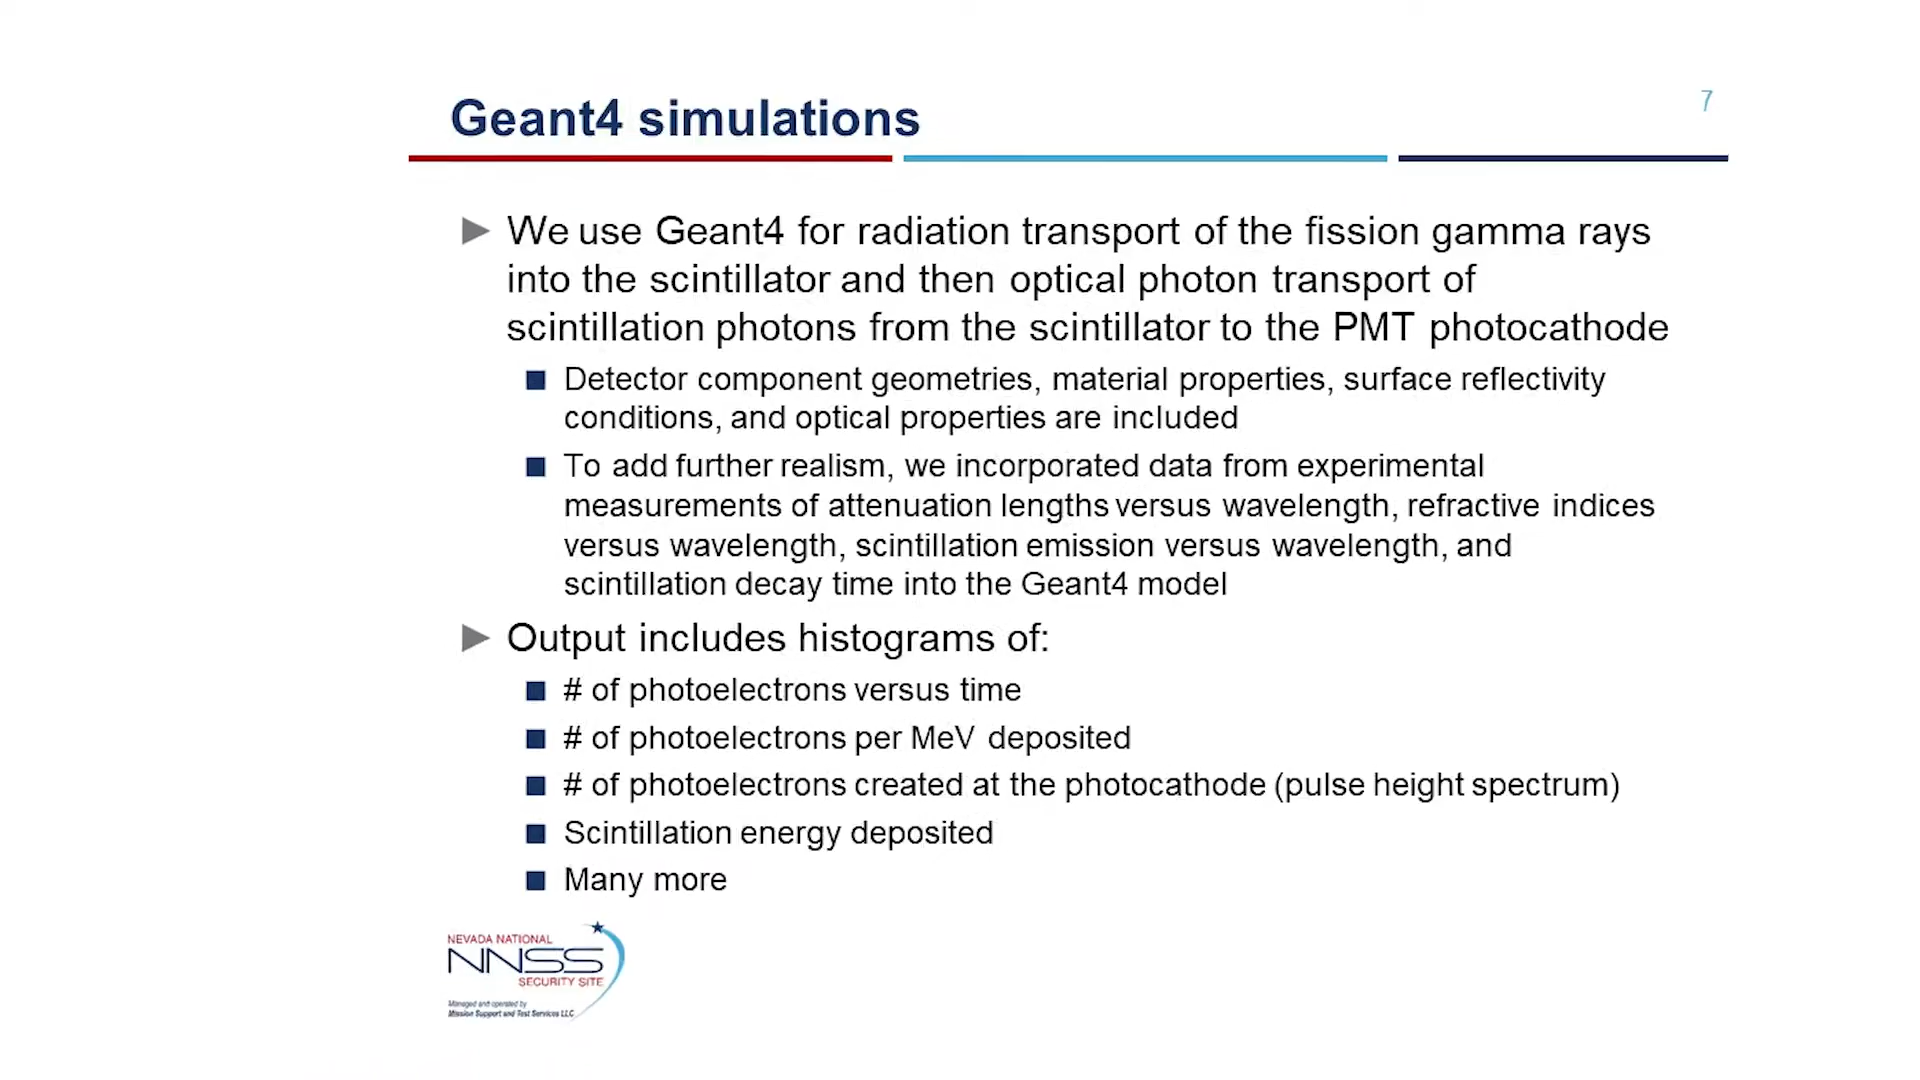 7
Geant4 simulations
We use Geant4 for radiation transport of the fission gamma rays
into the scintillator and then optical photon transport of
scintillation photons from the scintillator to the PMT photocathode
Detector component geometries, material properties, surface reflectivity
conditions, and optical properties are included
To add further realism, we incorporated data from experimental
measurements of attenuation lengths versus wavelength, refractive indices
versus wavelength, scintillation emission versus wavelength, and
scintillation decay time into the Geant4 model
Output includes histograms of:
# of photoelectrons versus time
# of photoelectrons per MeV deposited
# of photoelectrons created at the photocathode (pulse height spectrum)
Scintillation energy deposited
Many more
NEVADA NATIONAL
NNSS
SECURITY SITE
Managed and operated by
Mission Support and Test Services LLC